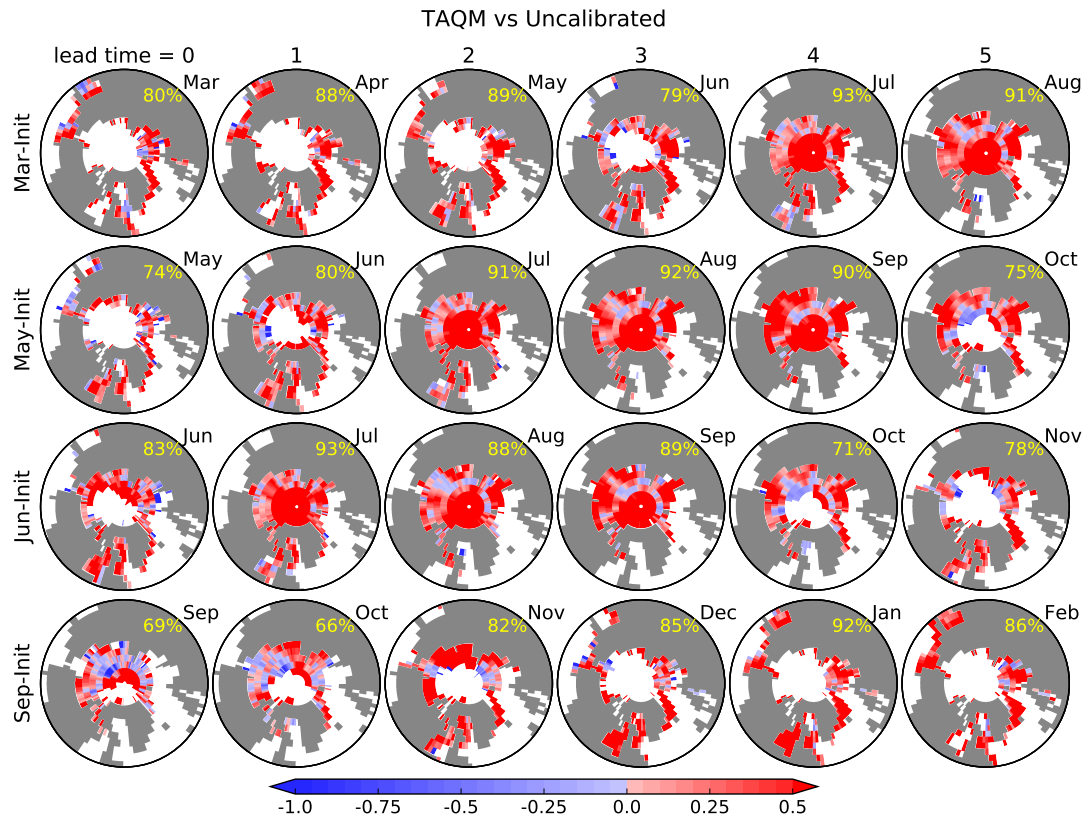 TAQM vs Uncalibrated
lead time = 0 1 2 3 4 5
Mar-Init
Mar 80% Apr 88% May 89% Jun 79% Jul 93% Aug 91%
May-Init
May 74% Jun 80% Jul 91% Aug 92% Sep 90% Oct 75%
Jun-Init
Jun 83% Jul 93% Aug 88% Sep 89% Oct 71% Nov 78%
Sep-Init
Sep 69% Oct 66% Nov 82% Dec 85% Jan 92% Feb 86%
-1.0 -0.75 -0.5 -0.25 0.0 0.25 0.5